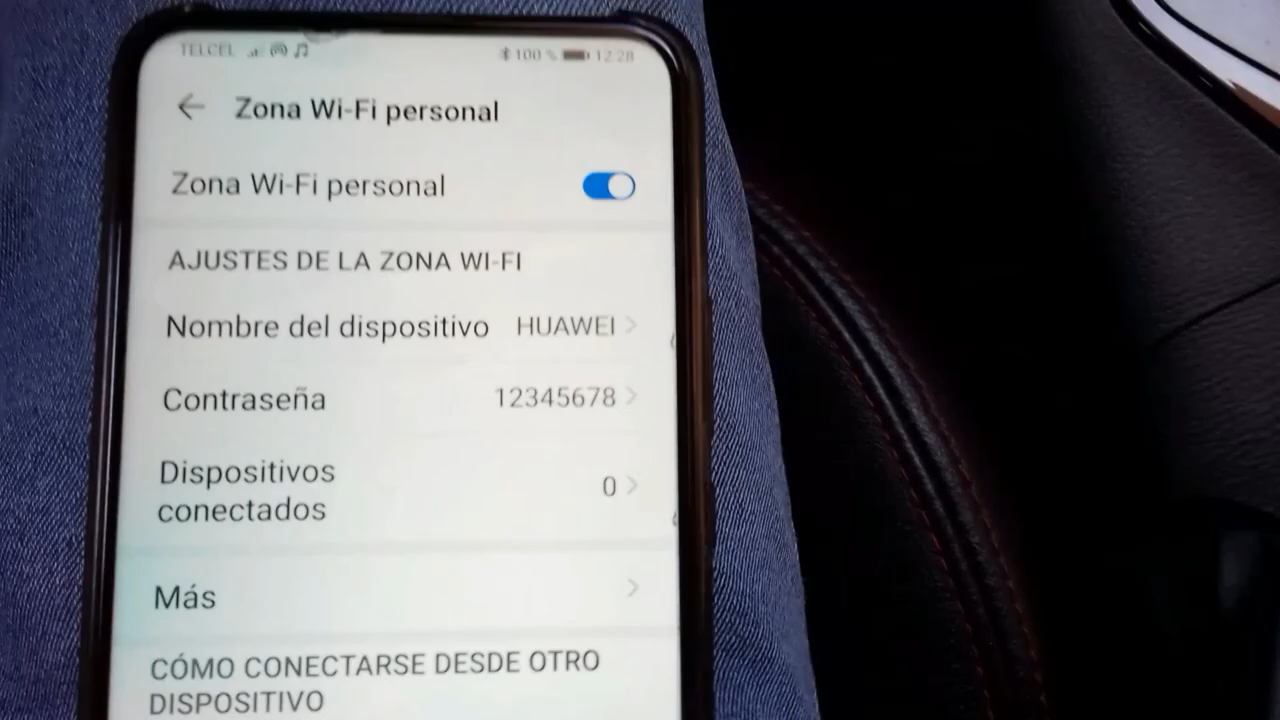 TELCEL 100 % 12:28
Zona Wi-Fi personal
Zona Wi-Fi personal
AJUSTES DE LA ZONA WI-FI
Nombre del dispositivo HUAWEI
Contraseña 12345678
Dispositivos
conectados
0
Más
CÓMO CONECTARSE DESDE OTRO
DISPOSITIVO